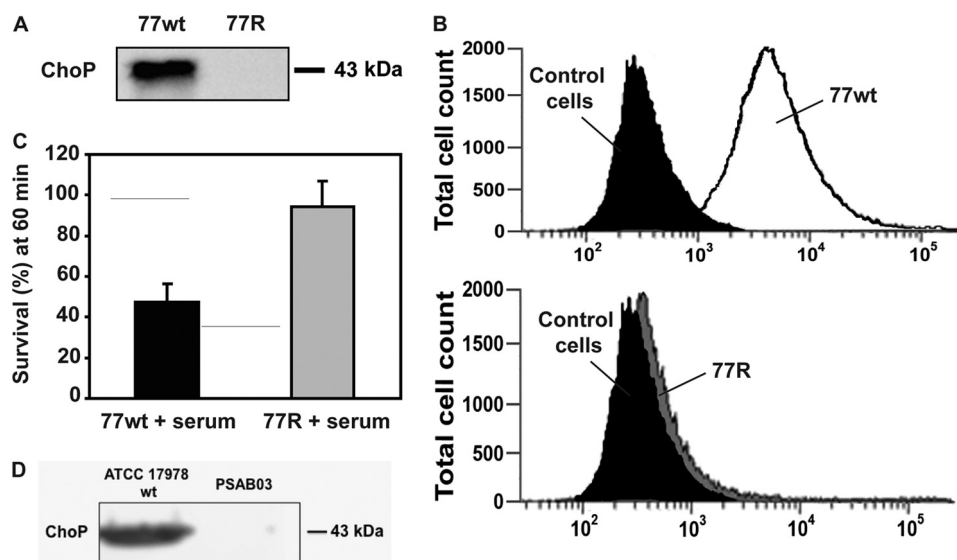 A
77wt 77R
ChoP
43 kDa
B
Total cell count
2000
1500
1000
500
0
Control
cells
77wt
10² 10³ 10⁴ 10⁵
Total cell count
2000
1500
1000
500
0
Control
cells
77R
10² 10³ 10⁴ 10⁵
C
Survival (%) at 60 min
120
100
80
60
40
20
0
77wt + serum 77R + serum
D
ATCC 17978
wt
PSAB03
ChoP
43 kDa